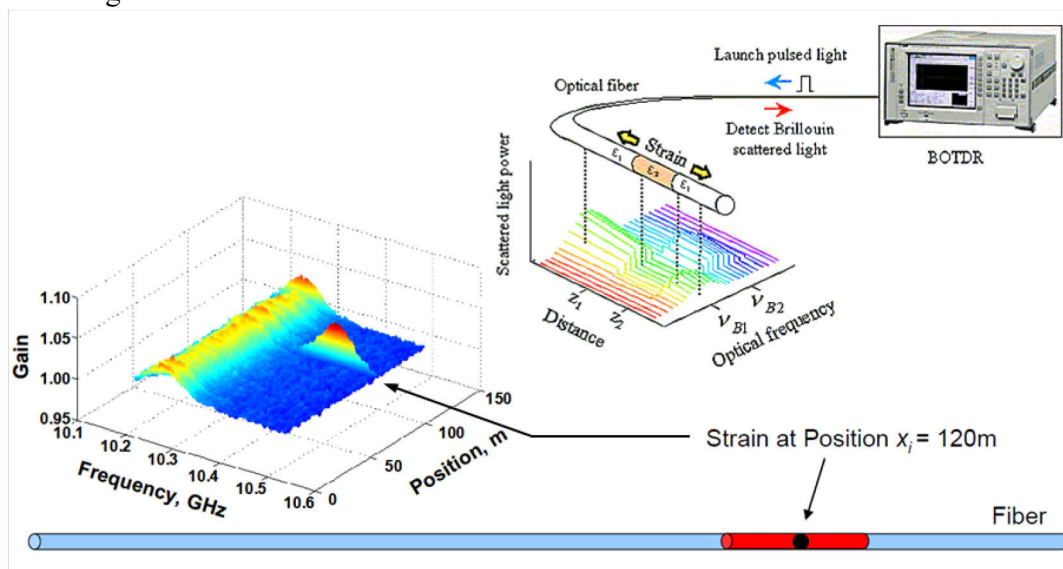 Launch pulsed light
Optical fiber
Detect Brillouin
scattered light
BOTDR
Strain
ε₁
ε₂
ε₁
Scattered light power
Distance
Z₁
Z₂
ν B1
ν B2
Optical frequency
1.10
1.05
1.00
0.95
Gain
10.1
10.2
10.3
10.4
10.5
10.6
Frequency, GHz
0
50
100
150
Position, m
Strain at Position xᵢ = 120m
Fiber